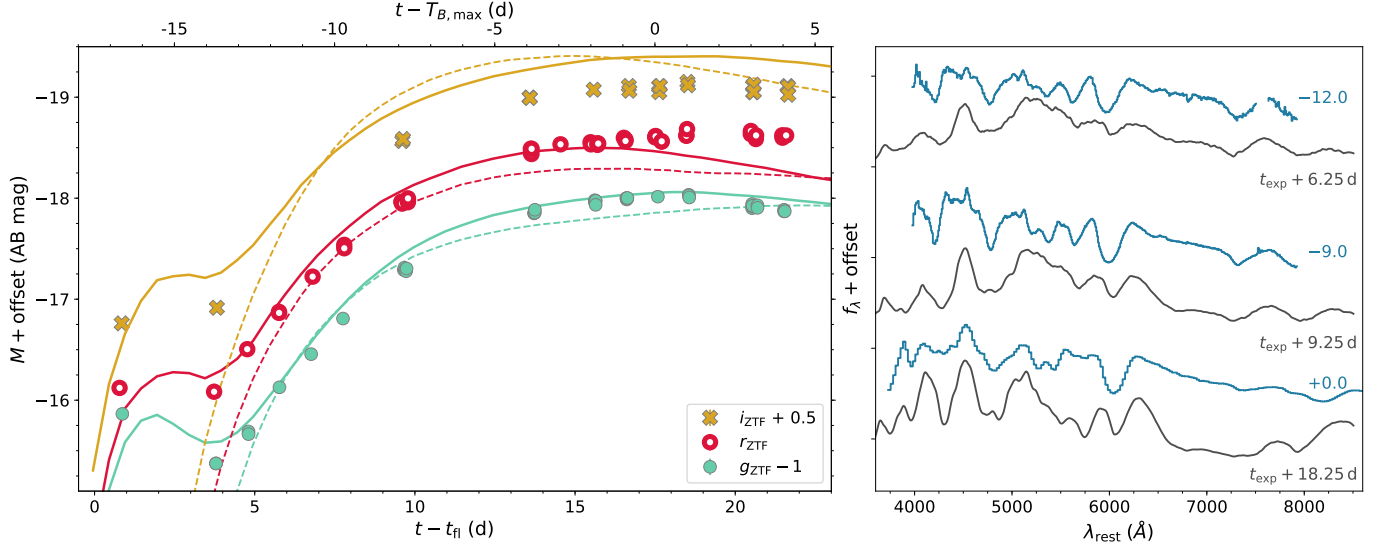 t − T_B,max (d)
−15 −10 −5 0 5
M + offset (AB mag)
−19
−18
−17
−16
i_ZTF + 0.5
r_ZTF
g_ZTF − 1
0 5 10 15 20
t − t_fl (d)
f_λ + offset
−12.0
t_exp + 6.25 d
−9.0
t_exp + 9.25 d
+0.0
t_exp + 18.25 d
4000 5000 6000 7000 8000
λ_rest (Å)